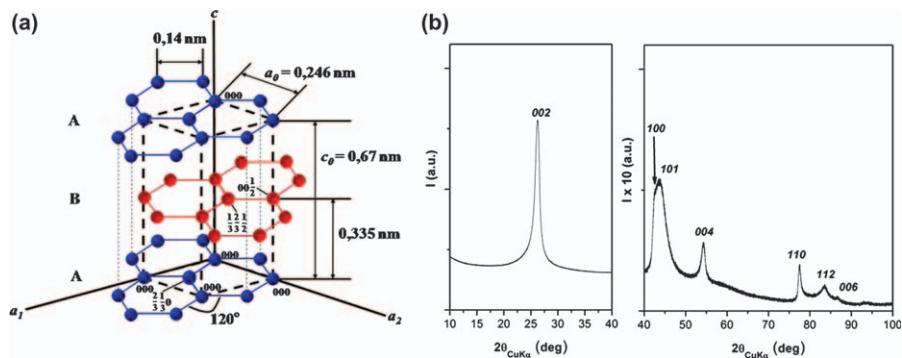 (a)
c
0,14 nm
a₀ = 0,246 nm
000
A
c₀ = 0,67 nm
B
00 1/2
1/3 2/3 1/2
0,335 nm
A
000
000
000
000
2/3 1/3 0
120°
a₁
a₂
(b)
I (a.u.)
002
10 15 20 25 30 35 40
2θCuKα (deg)
I x 10 (a.u.)
100
101
004
110
112
006
40 50 60 70 80 90 100
2θCuKα (deg)